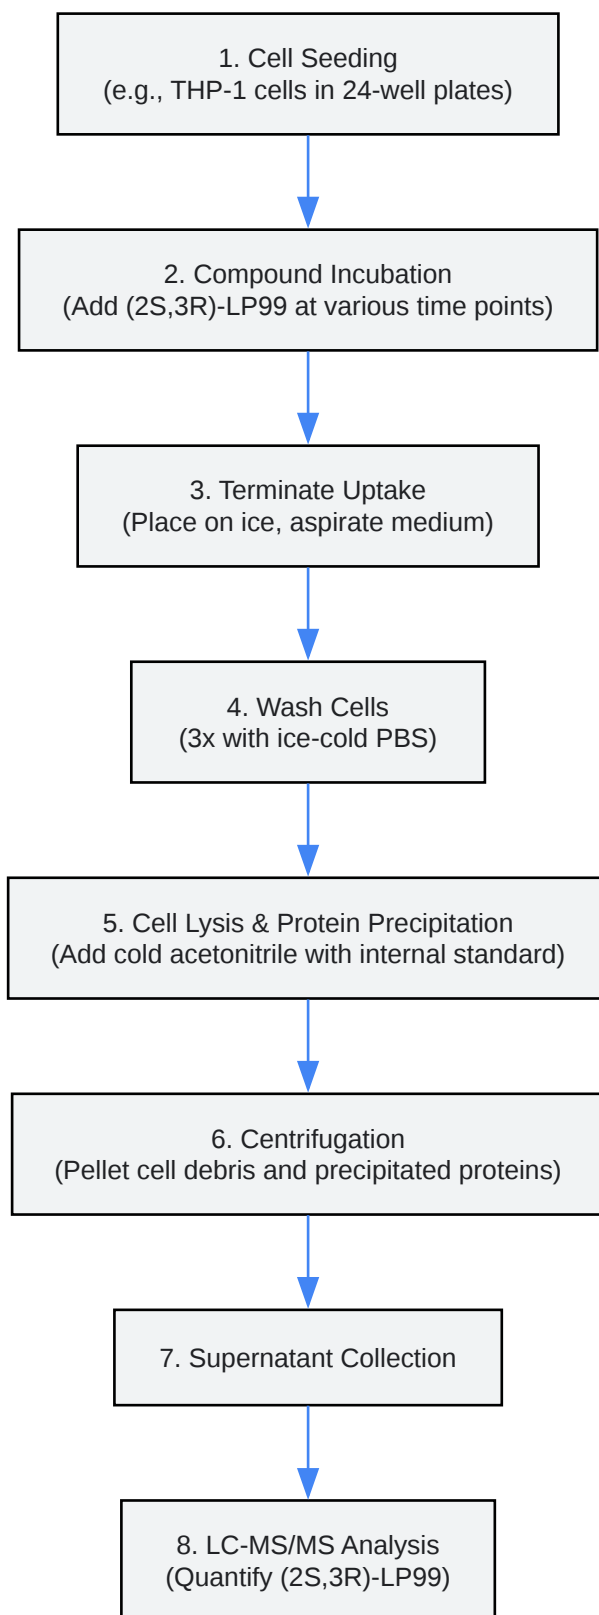 1. Cell Seeding
(e.g., THP-1 cells in 24-well plates)
2. Compound Incubation
(Add (2S,3R)-LP99 at various time points)
3. Terminate Uptake
(Place on ice, aspirate medium)
4. Wash Cells
(3x with ice-cold PBS)
5. Cell Lysis & Protein Precipitation
(Add cold acetonitrile with internal standard)
6. Centrifugation
(Pellet cell debris and precipitated proteins)
7. Supernatant Collection
8. LC-MS/MS Analysis
(Quantify (2S,3R)-LP99)